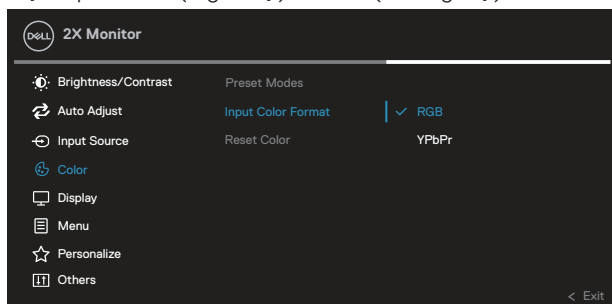 DELL 2X Monitor
Brightness/Contrast Preset Modes
Auto Adjust Input Color Format ✓ RGB
Input Source Reset Color YPbPr
Color
Display
Menu
Personalize
Others
< Exit